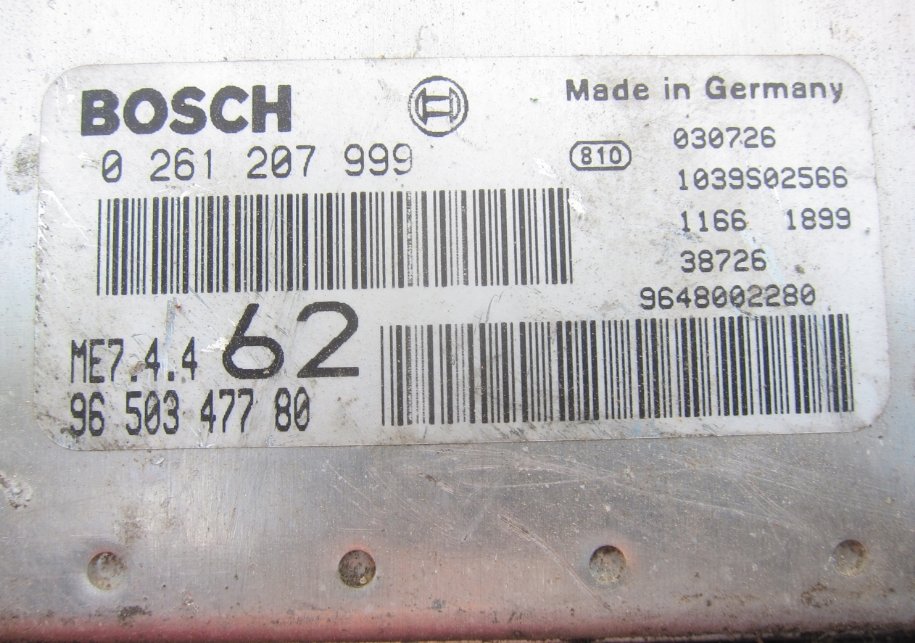 BOSCH
Made in Germany
0 261 207 999
810
030726
1039S02566
1166 1899
38726
9648002280
ME7.4.4 62
96 503 477 80